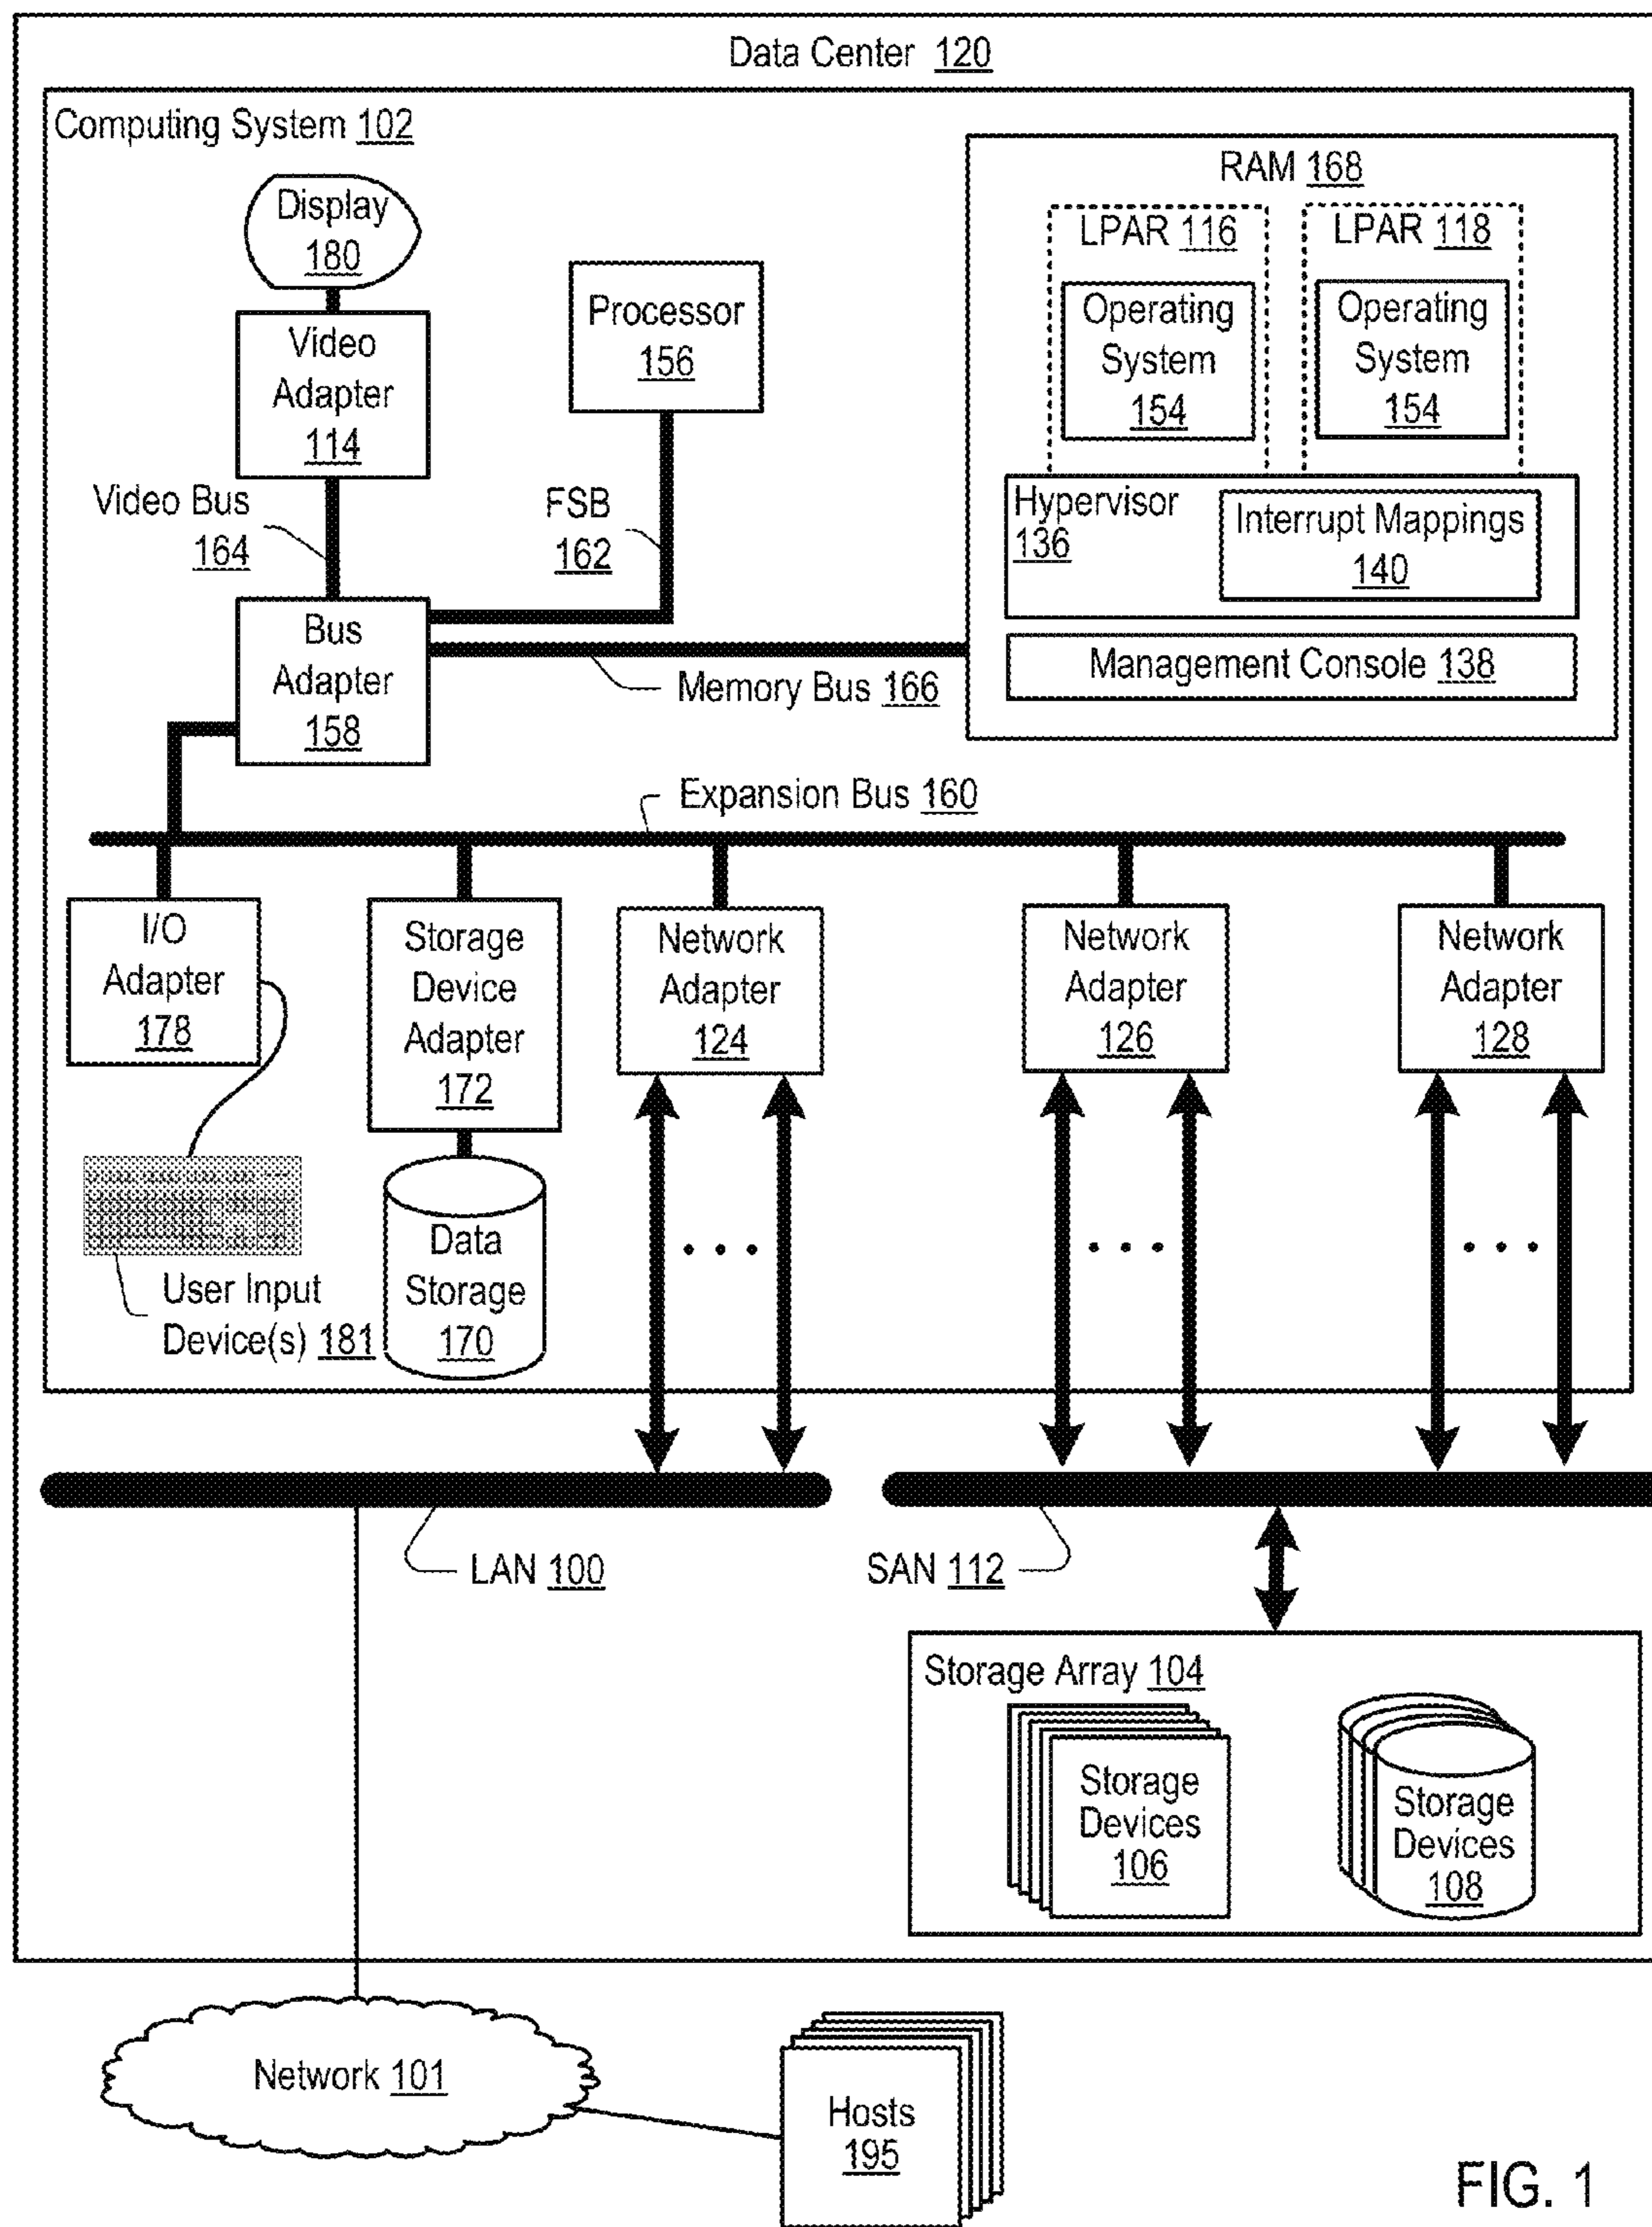 Data Center 120
Computing System 102
Display
180
Video
Adapter
114
Processor
156
RAM 168
LPAR 116
Operating
System
154
LPAR 118
Operating
System
154
Hypervisor
136
Interrupt Mappings
140
Management Console 138
Video Bus
164
FSB
162
Bus
Adapter
158
Memory Bus 166
Expansion Bus 160
I/O
Adapter
178
Storage
Device
Adapter
172
Network
Adapter
124
Network
Adapter
126
Network
Adapter
128
User Input
Device(s) 181
Data
Storage
170
. . .
. . .
. . .
LAN 100
SAN 112
Storage Array 104
Storage
Devices
106
Storage
Devices
108
Network 101
Hosts
195
FIG. 1